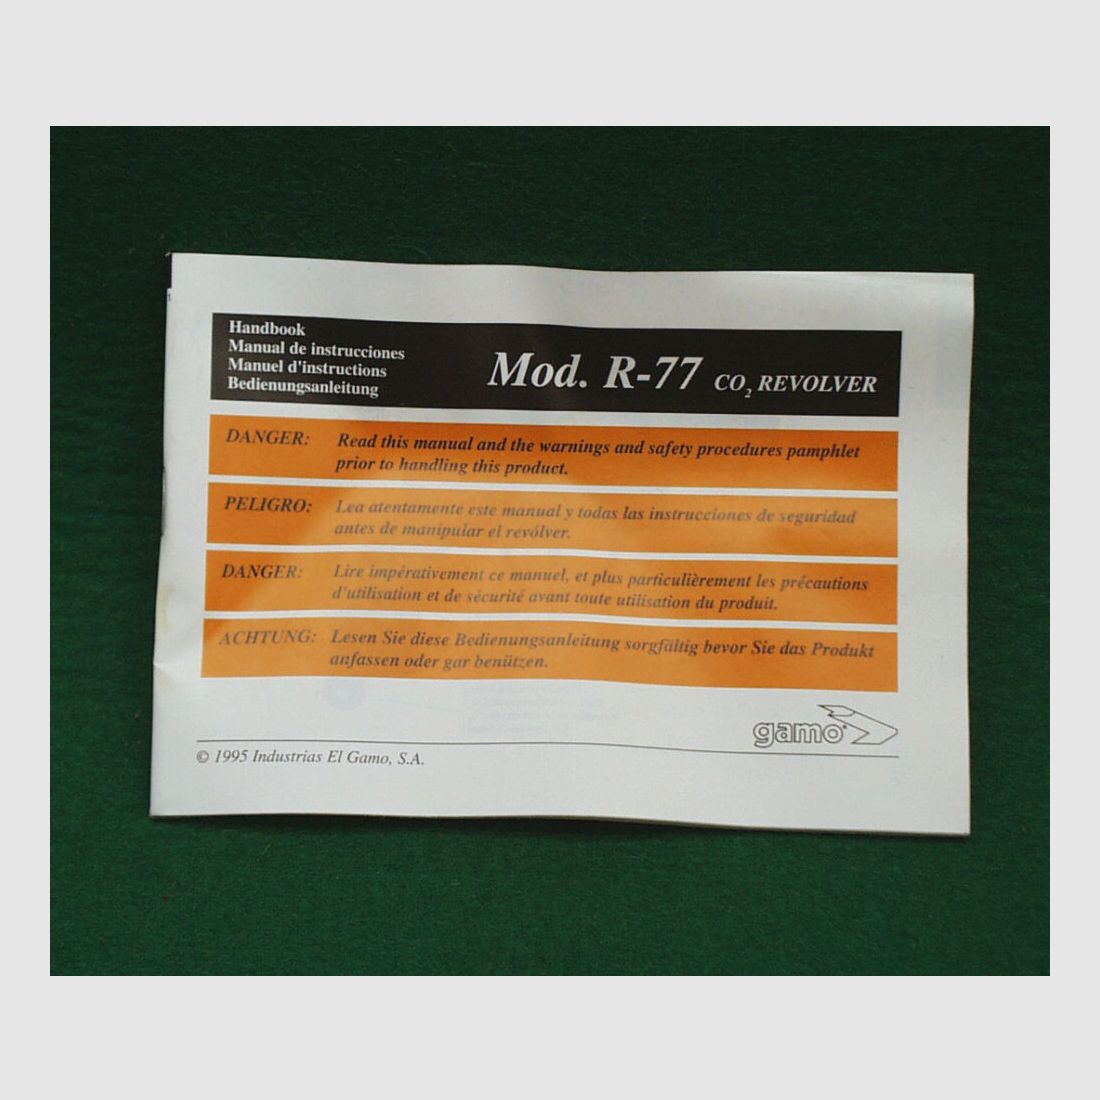 Handbook
Manual de instrucciones
Manuel d'instructions
Bedienungsanleitung
Mod. R-77 CO₂ REVOLVER
DANGER: Read this manual and the warnings and safety procedures pamphlet
prior to handling this product.
PELIGRO: Lea atentamente este manual y todas las instrucciones de seguridad
antes de manipular el revólver.
DANGER: Lire impérativement ce manuel, et plus particulièrement les précautions
d'utilisation et de sécurité avant toute utilisation du produit.
ACHTUNG: Lesen Sie diese Bedienungsanleitung sorgfältig bevor Sie das Produkt
anfassen oder gar benützen.
gamo®
© 1995 Industrias El Gamo, S.A.